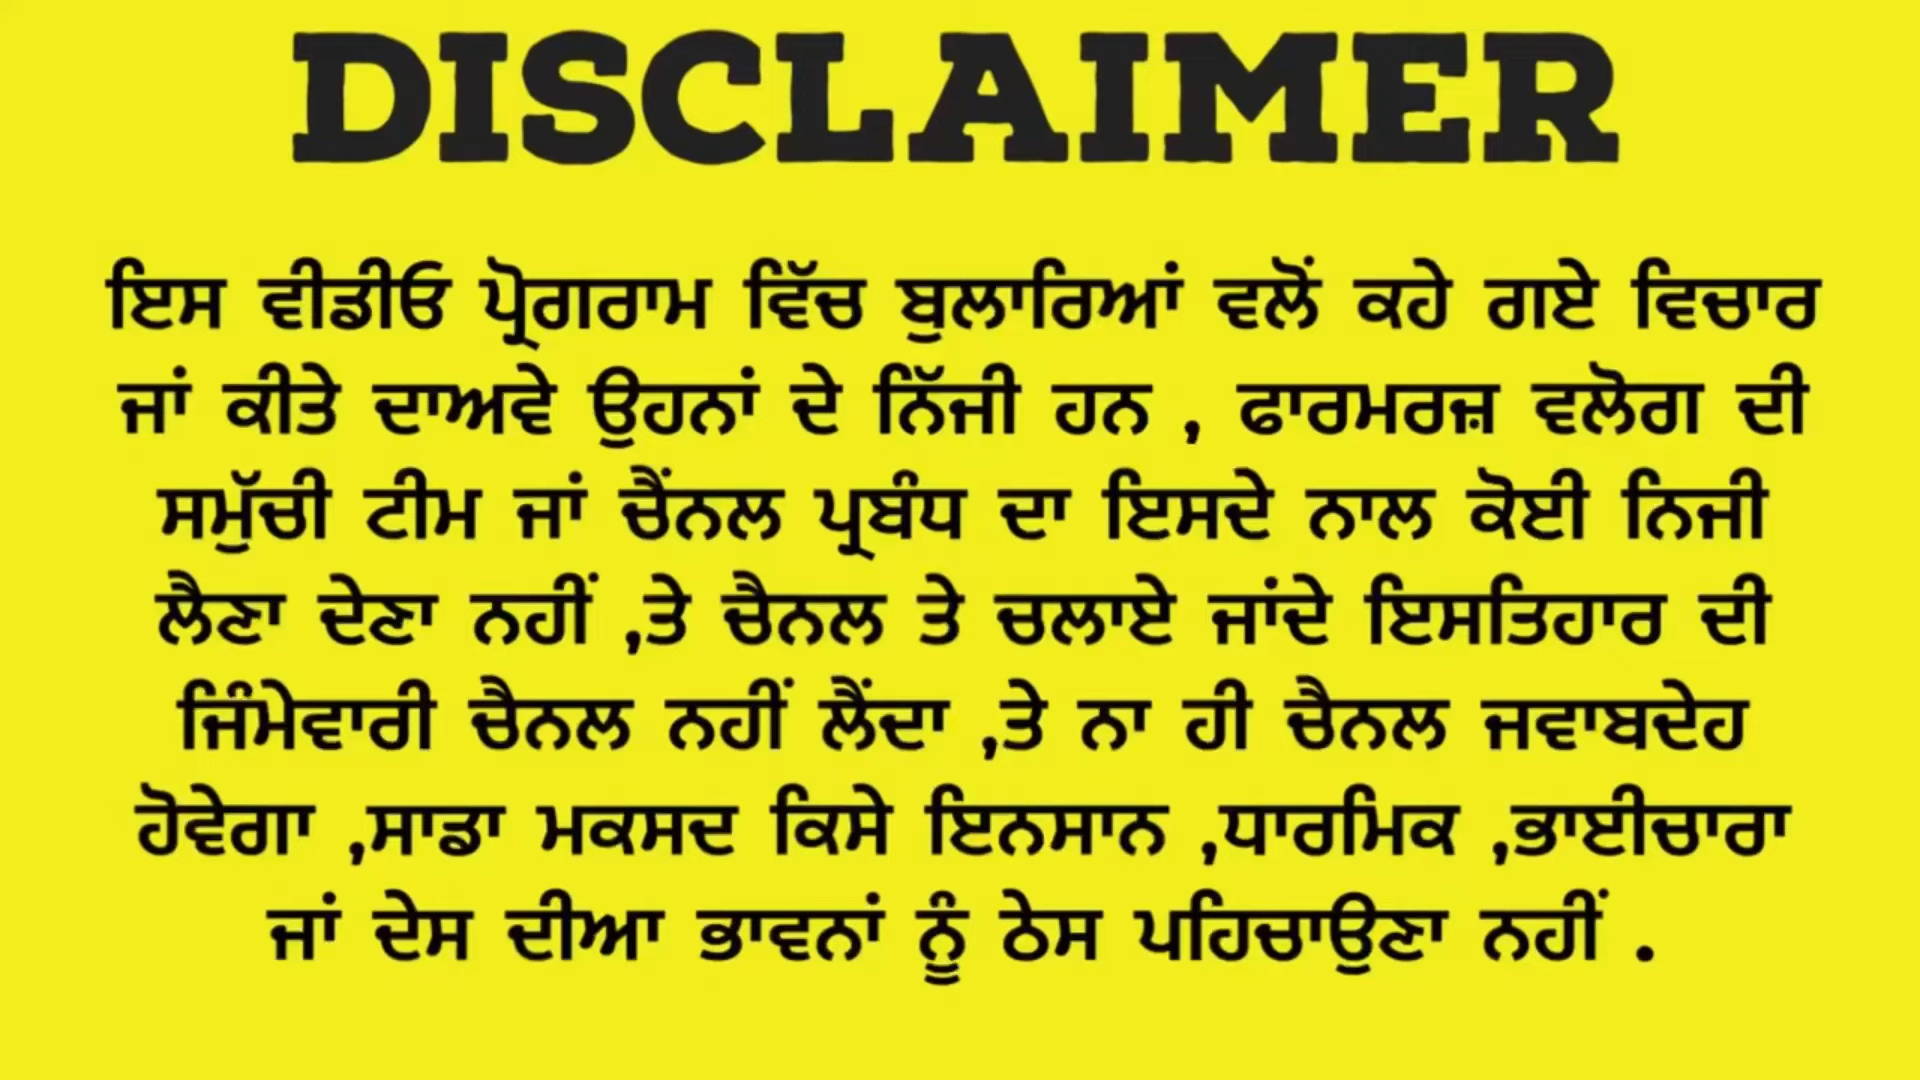 DISCLAIMER
ਇਸ ਵੀਡੀਓ ਪ੍ਰੋਗਰਾਮ ਵਿੱਚ ਬੁਲਾਰਿਆਂ ਵਲੋਂ ਕਹੇ ਗਏ ਵਿਚਾਰ
ਜਾਂ ਕੀਤੇ ਦਾਅਵੇ ਉਹਨਾਂ ਦੇ ਨਿੱਜੀ ਹਨ , ਫਾਰਮਰਜ਼ ਵਲੋਗ ਦੀ
ਸਮੁੱਚੀ ਟੀਮ ਜਾਂ ਚੈਂਨਲ ਪ੍ਰਬੰਧ ਦਾ ਇਸਦੇ ਨਾਲ ਕੋਈ ਨਿਜੀ
ਲੈਣਾ ਦੇਣਾ ਨਹੀਂ ,ਤੇ ਚੈਨਲ ਤੇ ਚਲਾਏ ਜਾਂਦੇ ਇਸਤਿਹਾਰ ਦੀ
ਜਿੰਮੇਵਾਰੀ ਚੈਨਲ ਨਹੀਂ ਲੈਂਦਾ ,ਤੇ ਨਾ ਹੀ ਚੈਨਲ ਜਵਾਬਦੇਹ
ਹੋਵੇਗਾ ,ਸਾਡਾ ਮਕਸਦ ਕਿਸੇ ਇਨਸਾਨ ,ਧਾਰਮਿਕ ,ਭਾਈਚਾਰਾ
ਜਾਂ ਦੇਸ ਦੀਆ ਭਾਵਨਾਂ ਨੂੰ ਠੇਸ ਪਹਿਚਾਉਣਾ ਨਹੀਂ .